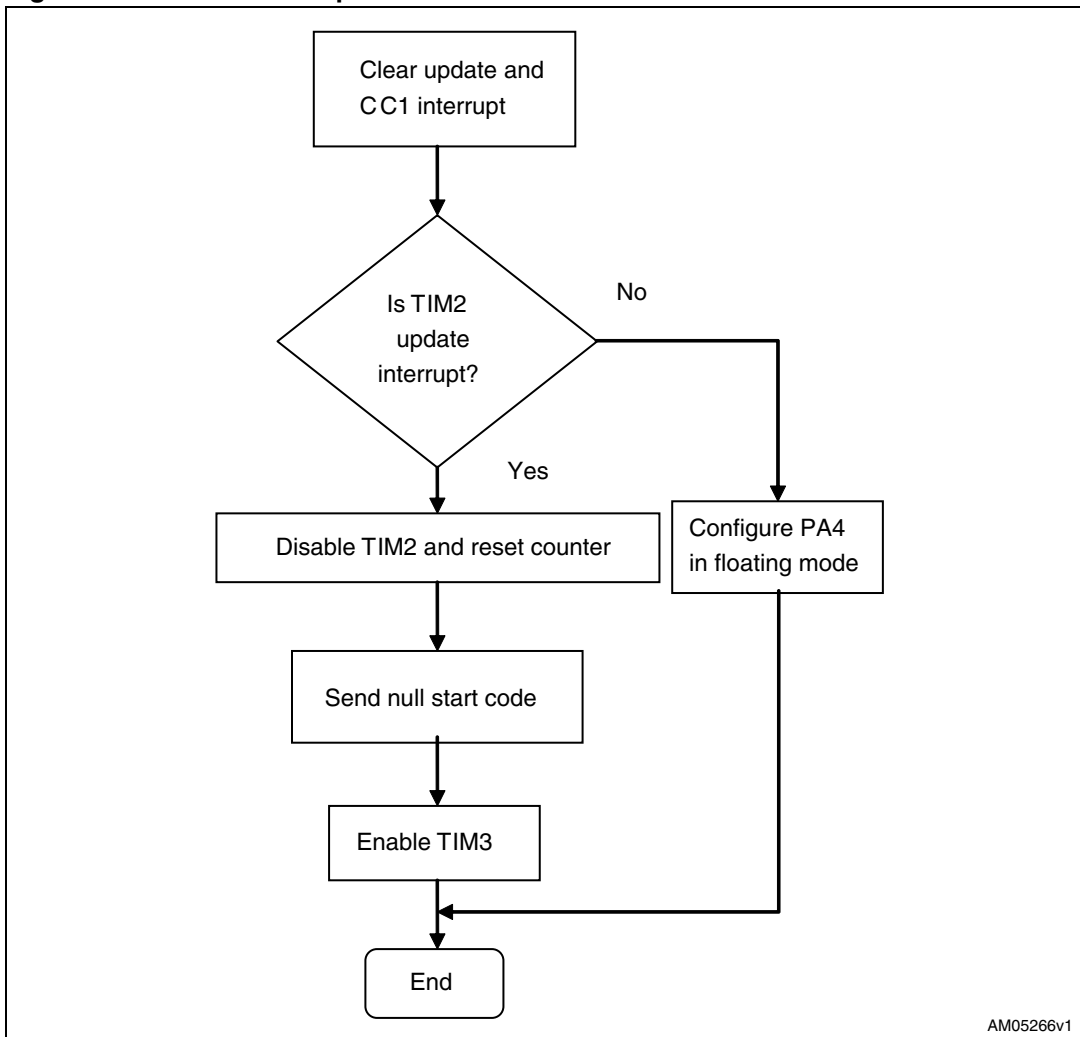 Clear update and
CC1 interrupt
Is TIM2
update
interrupt?
No
Yes
Disable TIM2 and reset counter
Configure PA4
in floating mode
Send null start code
Enable TIM3
End
AM05266v1